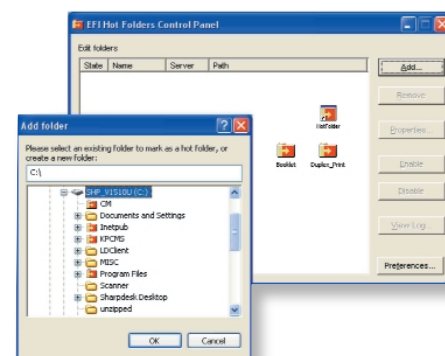 EFI Hot Folders Control Panel
Edit folders
State Name Server Path
Add...
Remove
Properties...
Enable
Disable
View Log...
Preferences...
HotFolder
Booklet Duplex_Print
Add folder
Please select an existing folder to mark as a hot folder, or
create a new folder:
C:\
SHP_VISIOU (C:)
CM
Documents and Settings
Inetpub
KPCMS
LDClient
MISC
Program Files
Scanner
Sharpdesk Desktop
unzipped
OK Cancel